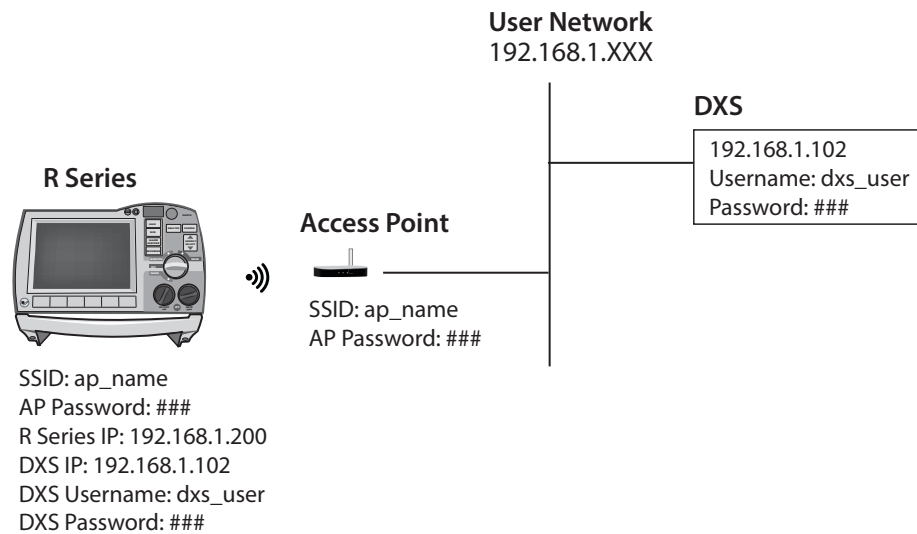 User Network
192.168.1.XXX
DXS
192.168.1.102
Username: dxs_user
Password: ###
R Series
Access Point
SSID: ap_name
AP Password: ###
SSID: ap_name
AP Password: ###
R Series IP: 192.168.1.200
DXS IP: 192.168.1.102
DXS Username: dxs_user
DXS Password: ###